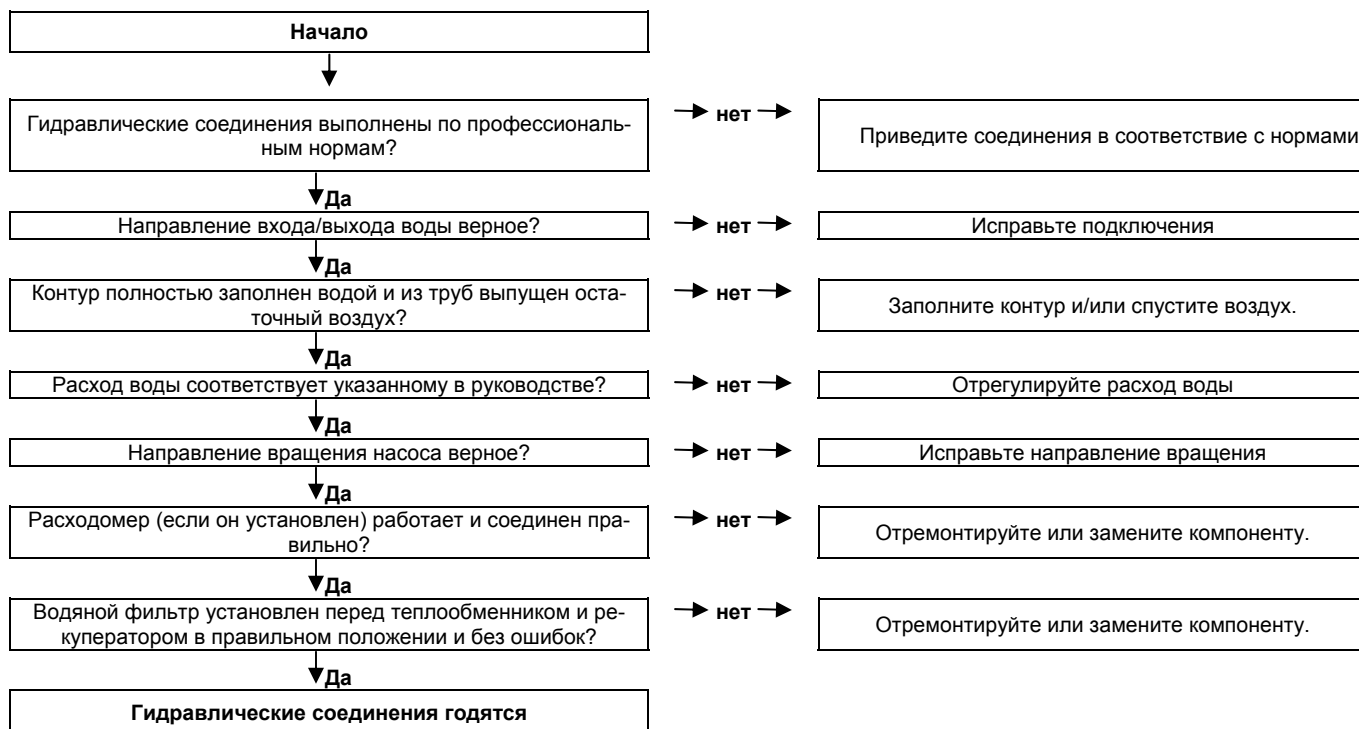 Начало
Гидравлические соединения выполнены по профессиональ-
ным нормам?
нет
Приведите соединения в соответствие с нормами
Да
Направление входа/выхода воды верное?
нет
Исправьте подключения
Да
Контур полностью заполнен водой и из труб выпущен оста-
точный воздух?
нет
Заполните контур и/или спустите воздух.
Да
Расход воды соответствует указанному в руководстве?
нет
Отрегулируйте расход воды
Да
Направление вращения насоса верное?
нет
Исправьте направление вращения
Да
Расходомер (если он установлен) работает и соединен пра-
вильно?
нет
Отремонтируйте или замените компоненту.
Да
Водяной фильтр установлен перед теплообменником и ре-
куператором в правильном положении и без ошибок?
нет
Отремонтируйте или замените компоненту.
Да
Гидравлические соединения годятся